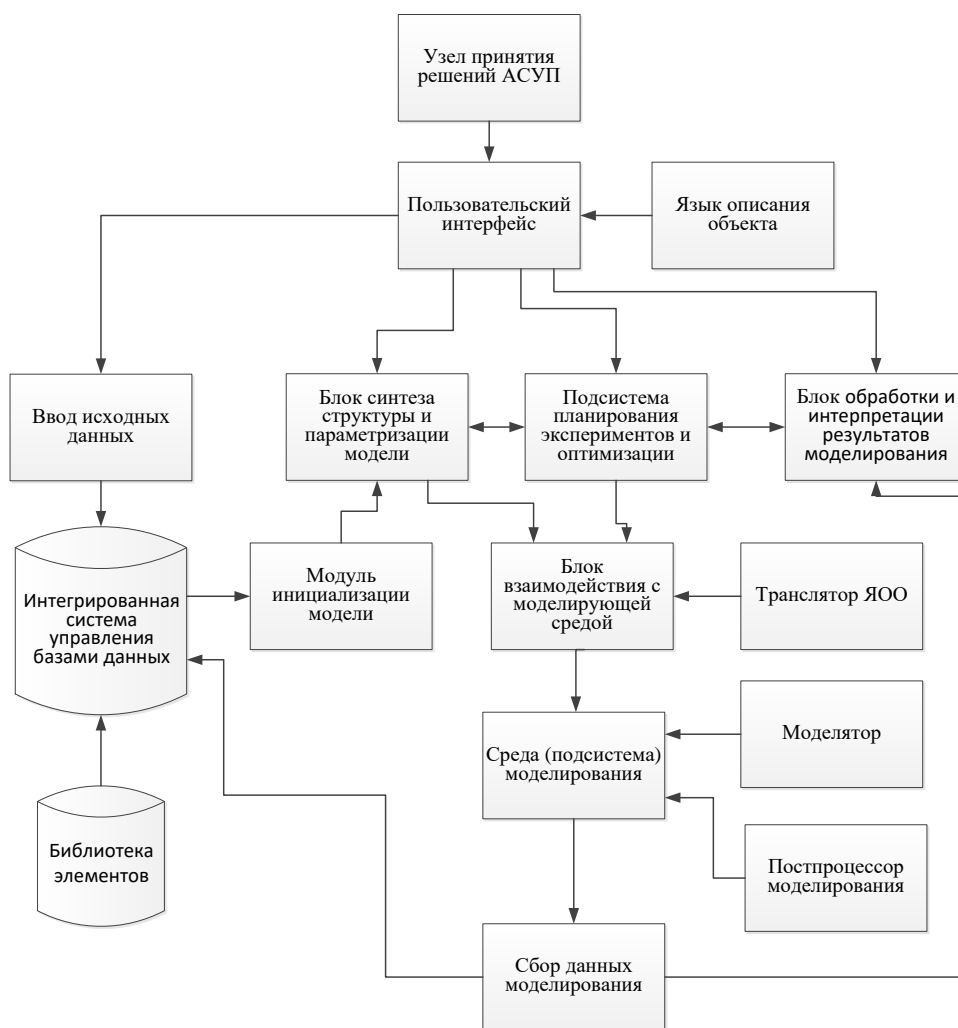 Узел принятия
решений АСУП
Пользовательский
интерфейс
Язык описания
объекта
Ввод исходных
данных
Блок синтеза
структуры и
параметризации
модели
Подсистема
планирования
экспериментов и
оптимизации
Блок обработки и
интерпретации
результатов
моделирования
Интегрированная
система
управления
базами данных
Модуль
инициализации
модели
Блок
взаимодействия с
моделирующей
средой
Транслятор ЯОО
Среда (подсистема)
моделирования
Моделятор
Библиотека
элементов
Постпроцессор
моделирования
Сбор данных
моделирования